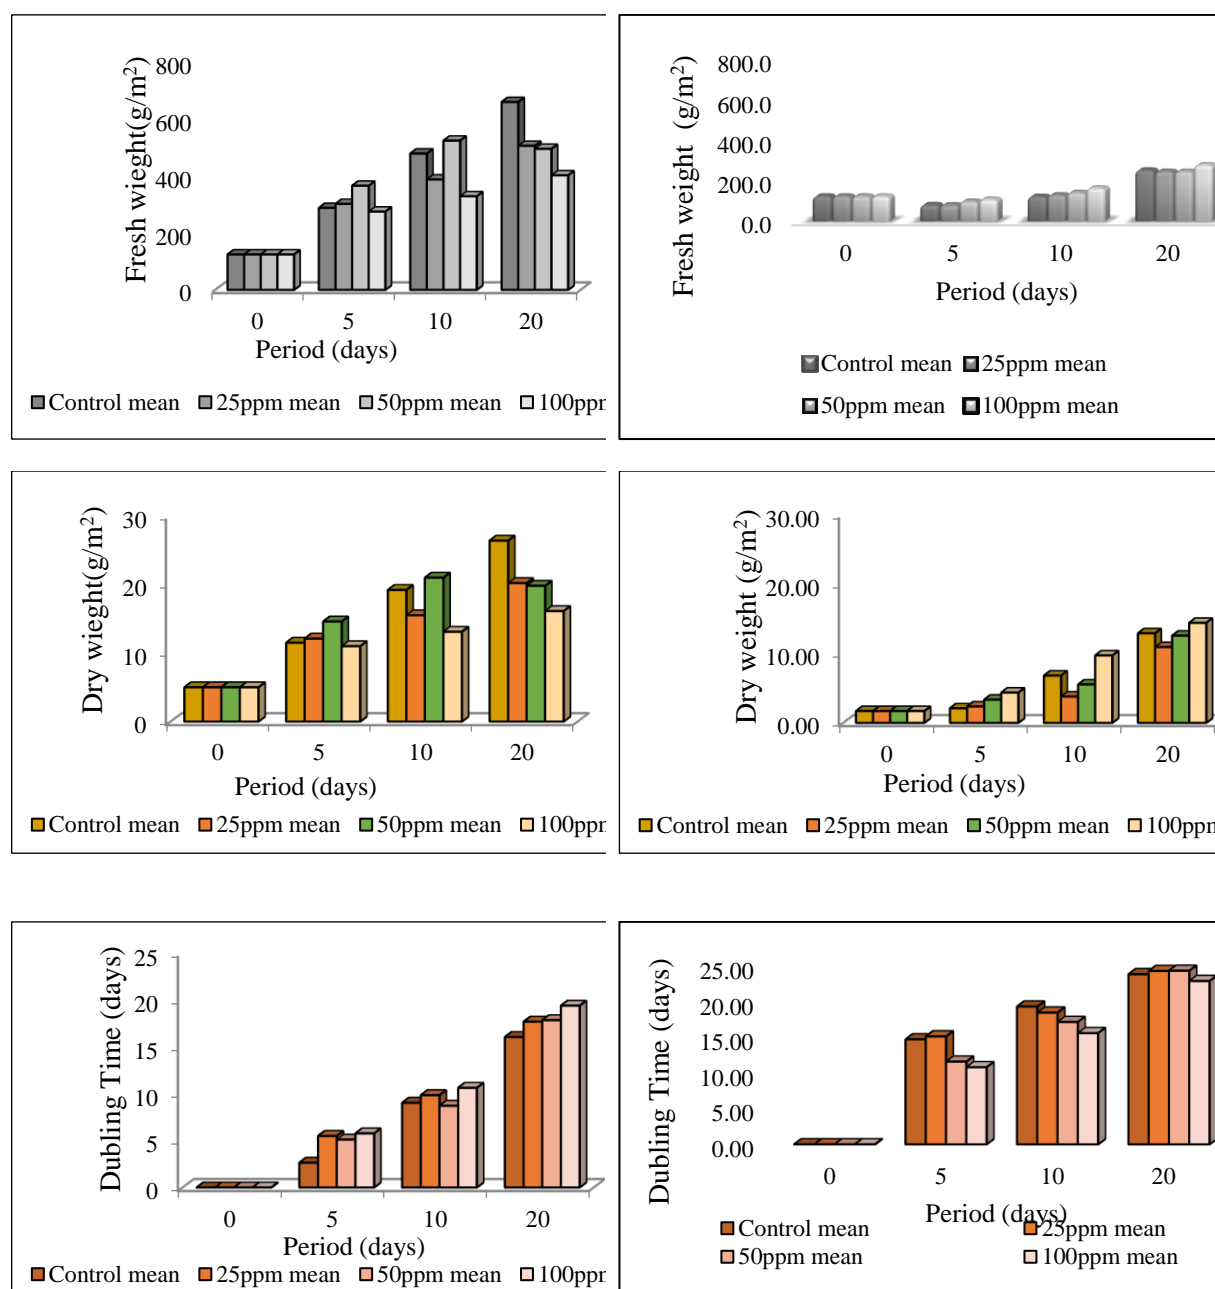 Fresh wieght(g/m²)
800
600
400
200
0
0 5 10 20
Period (days)
Control mean 25ppm mean 50ppm mean 100ppm
Fresh weight (g/m²)
800.0
600.0
400.0
200.0
0.0
0 5 10 20
Period (days)
Control mean 25ppm mean
50ppm mean 100ppm mean
Dry wieght(g/m²)
30
20
10
0
0 5 10 20
Period (days)
Control mean 25ppm mean 50ppm mean 100ppm
Dry weight (g/m²)
30.00
20.00
10.00
0.00
0 5 10 20
Period (days)
Control mean 25ppm mean 50ppm mean 100ppm
Dubling Time (days)
25
20
15
10
5
0
0 5 10 20
Period (days)
Control mean 25ppm mean 50ppm mean 100ppm
Dubling Time (days)
25.00
20.00
15.00
10.00
5.00
0.00
0 5 10 20
Period (days)
Control mean 25ppm mean
50ppm mean 100ppm mean